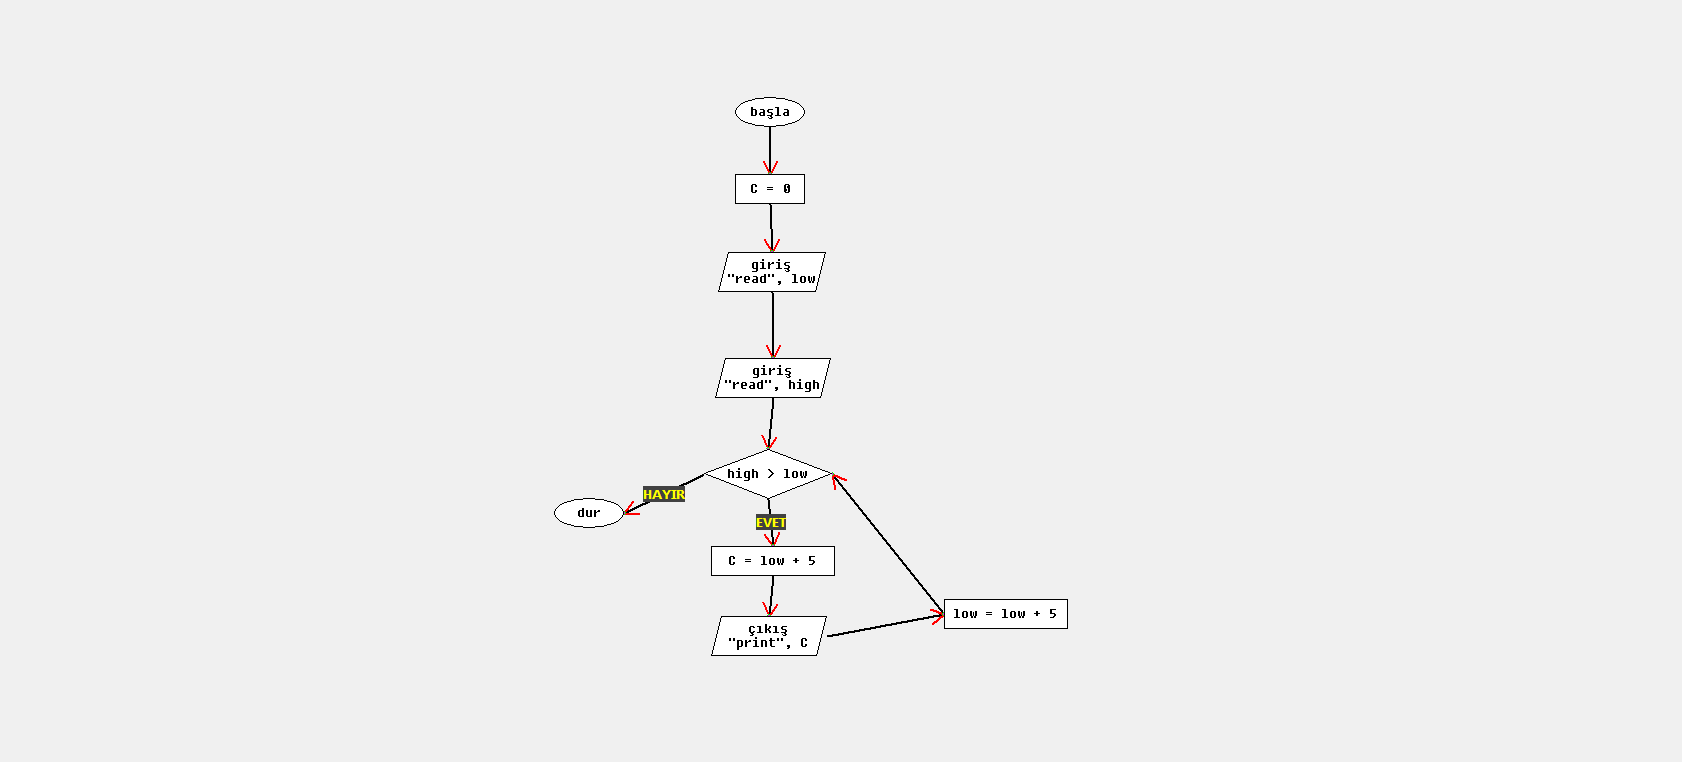 başla
C = 0
giriş
"read", low
giriş
"read", high
high > low
HAYIR
dur
EVET
C = low + 5
low = low + 5
çıkış
"print", C